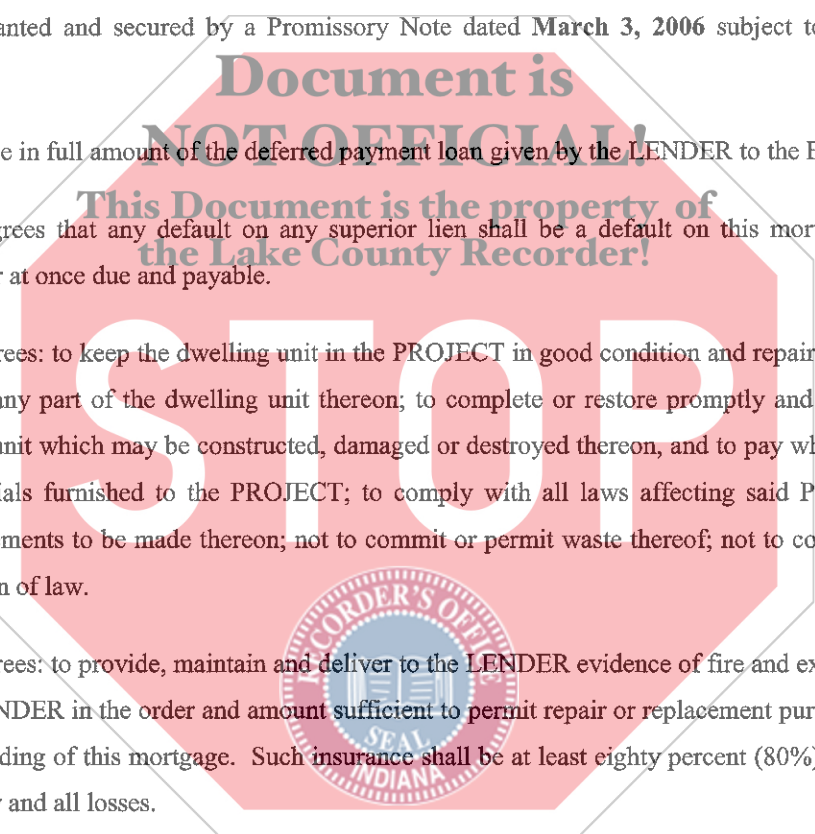 anted and secured by a Promissory Note dated March 3, 2006 subject to
Document is
NOT OFFICIAL!
e in full amount of the deferred payment loan given by the LENDER to the
This Document is the property of
rees that any default on any superior lien shall be a default on this mor
the Lake County Recorder!
at once due and payable.
rees: to keep the dwelling unit in the PROJECT in good condition and repair
any part of the dwelling unit thereon; to complete or restore promptly and
unit which may be constructed, damaged or destroyed thereon, and to pay wh
ials furnished to the PROJECT; to comply with all laws affecting said P
ments to be made thereon; not to commit or permit waste thereof; not to co
n of law.
STOP
rees: to provide, maintain and deliver to the LENDER evidence of fire and ex
NDER in the order and amount sufficient to permit repair or replacement pur
ding of this mortgage. Such insurance shall be at least eighty percent (80%)
and all losses.
RECORDER'S OFFICE
SEAL
INDIANA